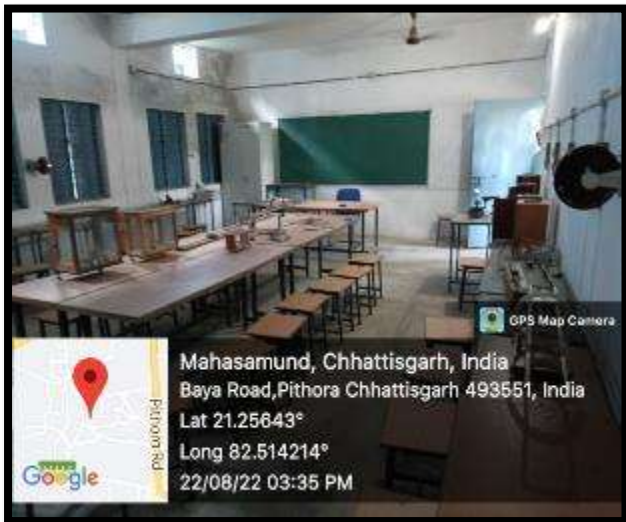 GPS Map Camera
Mahasamund, Chhattisgarh, India
Baya Road,Pithora Chhattisgarh 493551, India
Lat 21.25643°
Long 82.514214°
22/08/22 03:35 PM
Pithora Rd
Google